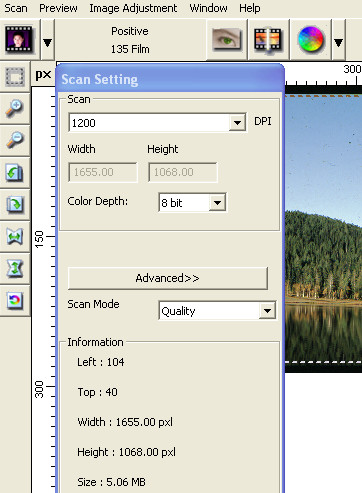 Scan Preview Image Adjustment Window Help
Positive
135 Film
px
300
Scan Setting
Scan
1200 DPI
Width Height
1655.00 1068.00
Color Depth: 8 bit
150
Advanced>>
Scan Mode Quality
Information
Left : 104
300
Top : 40
Width : 1655.00 pxl
Height : 1068.00 pxl
Size : 5.06 MB